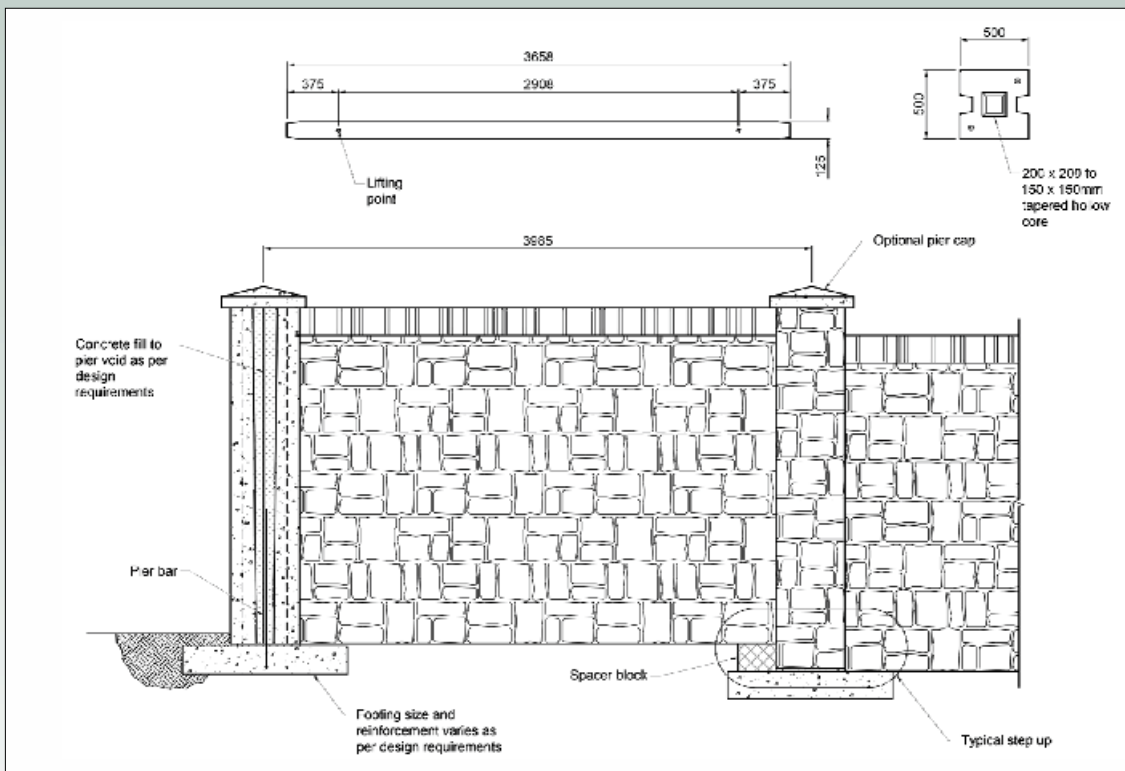 3658
375
2908
375
125
Lifting
point
500
500
200 x 200 to
150 x 150mm
tapered hollow
core
3985
Optional pier cap
Concrete fill to
pier void as per
design
requirements
Pier bar
Spacer block
Footing size and
reinforcement varies as
per design requirements
Typical step up